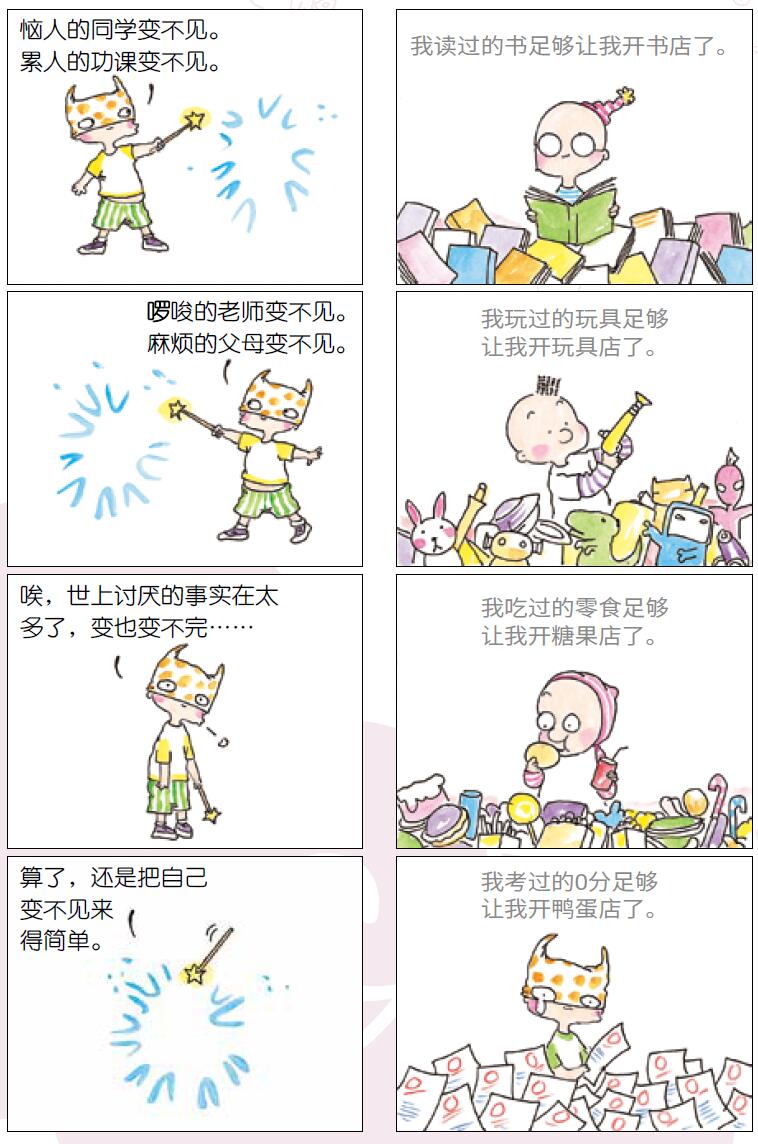 恼人的同学变不见。
累人的功课变不见。
啰唆的老师变不见。
麻烦的父母变不见。
唉，世上讨厌的事实在太
多了，变也变不完……
算了，还是把自己
变不见来
得简单。
我读过的书足够让我开书店了。
我玩过的玩具足够
让我开玩具店了。
我吃过的零食足够
让我开糖果店了。
我考过的0分足够
让我开鸭蛋店了。